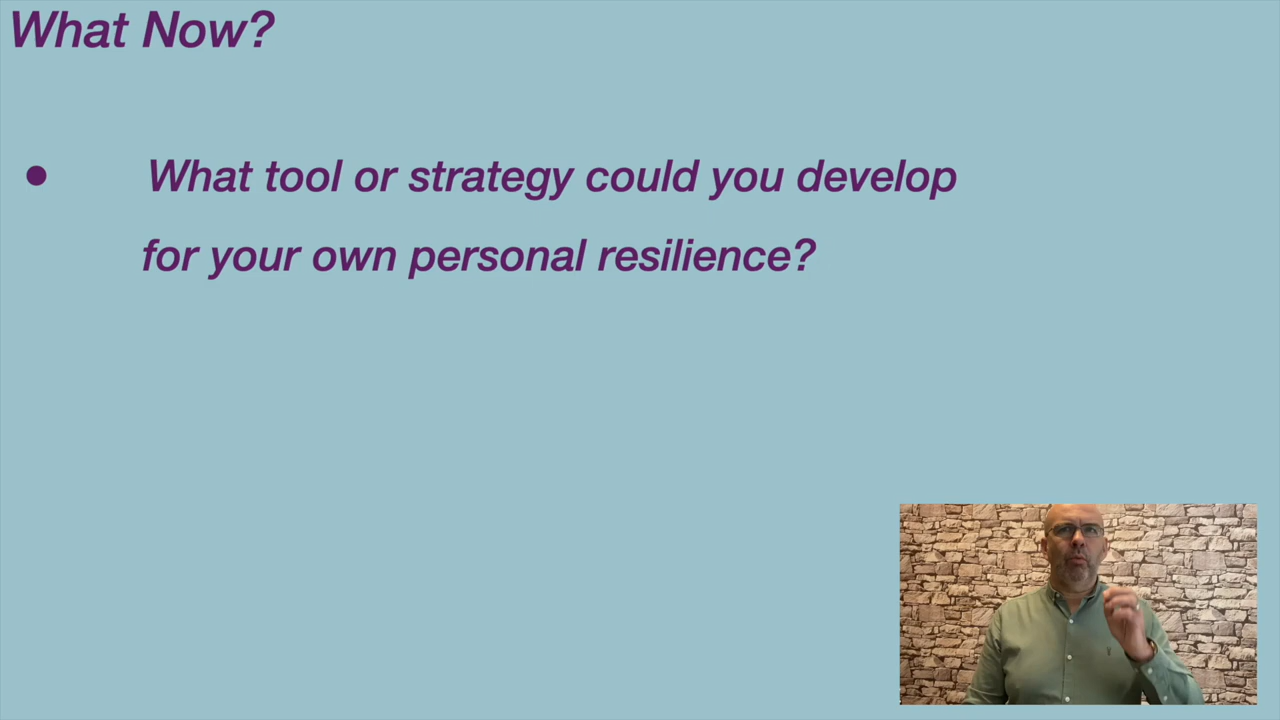 What Now?
• What tool or strategy could you develop
for your own personal resilience?